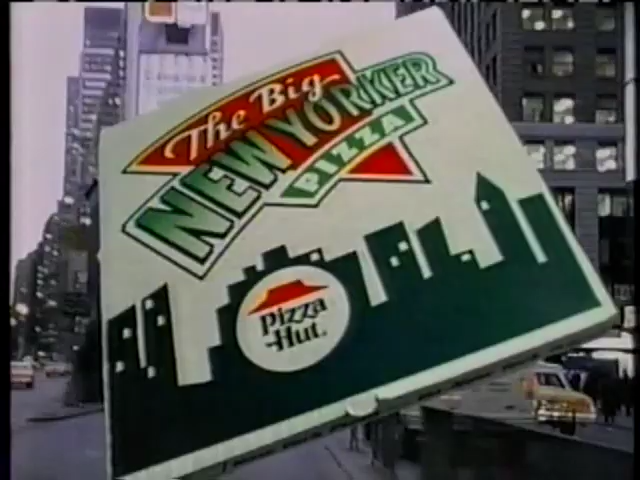 The Big
NEW YORKER
PIZZA
Pizza
Hut.